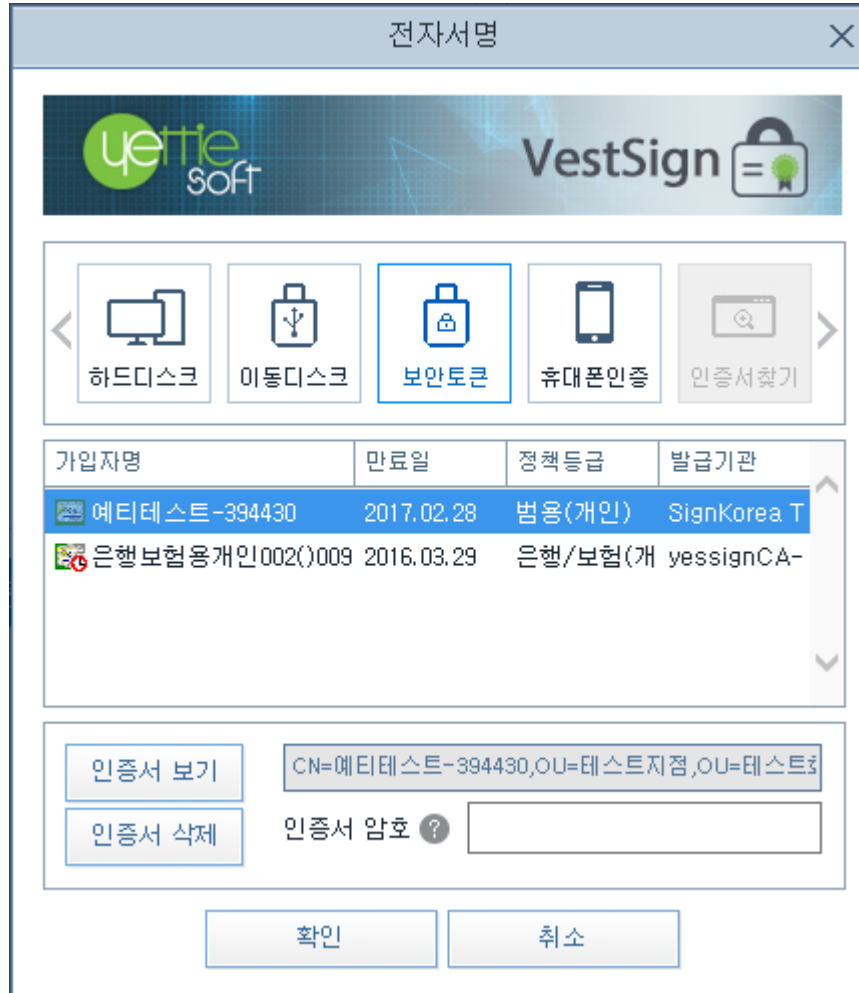 전자서명
yettie soft
VestSign
하드디스크 이동디스크 보안토큰 휴대폰인증 인증서찾기
가입자명 만료일 정책등급 발급기관
예티테스트-394430 2017.02.28 범용(개인) SignKorea T
은행보험용개인002()009 2016.03.29 은행/보험(개 yessignCA-
인증서 보기 CN=예티테스트-394430,OU=테스트지점,OU=테스트
인증서 삭제 인증서 암호 ?
확인 취소